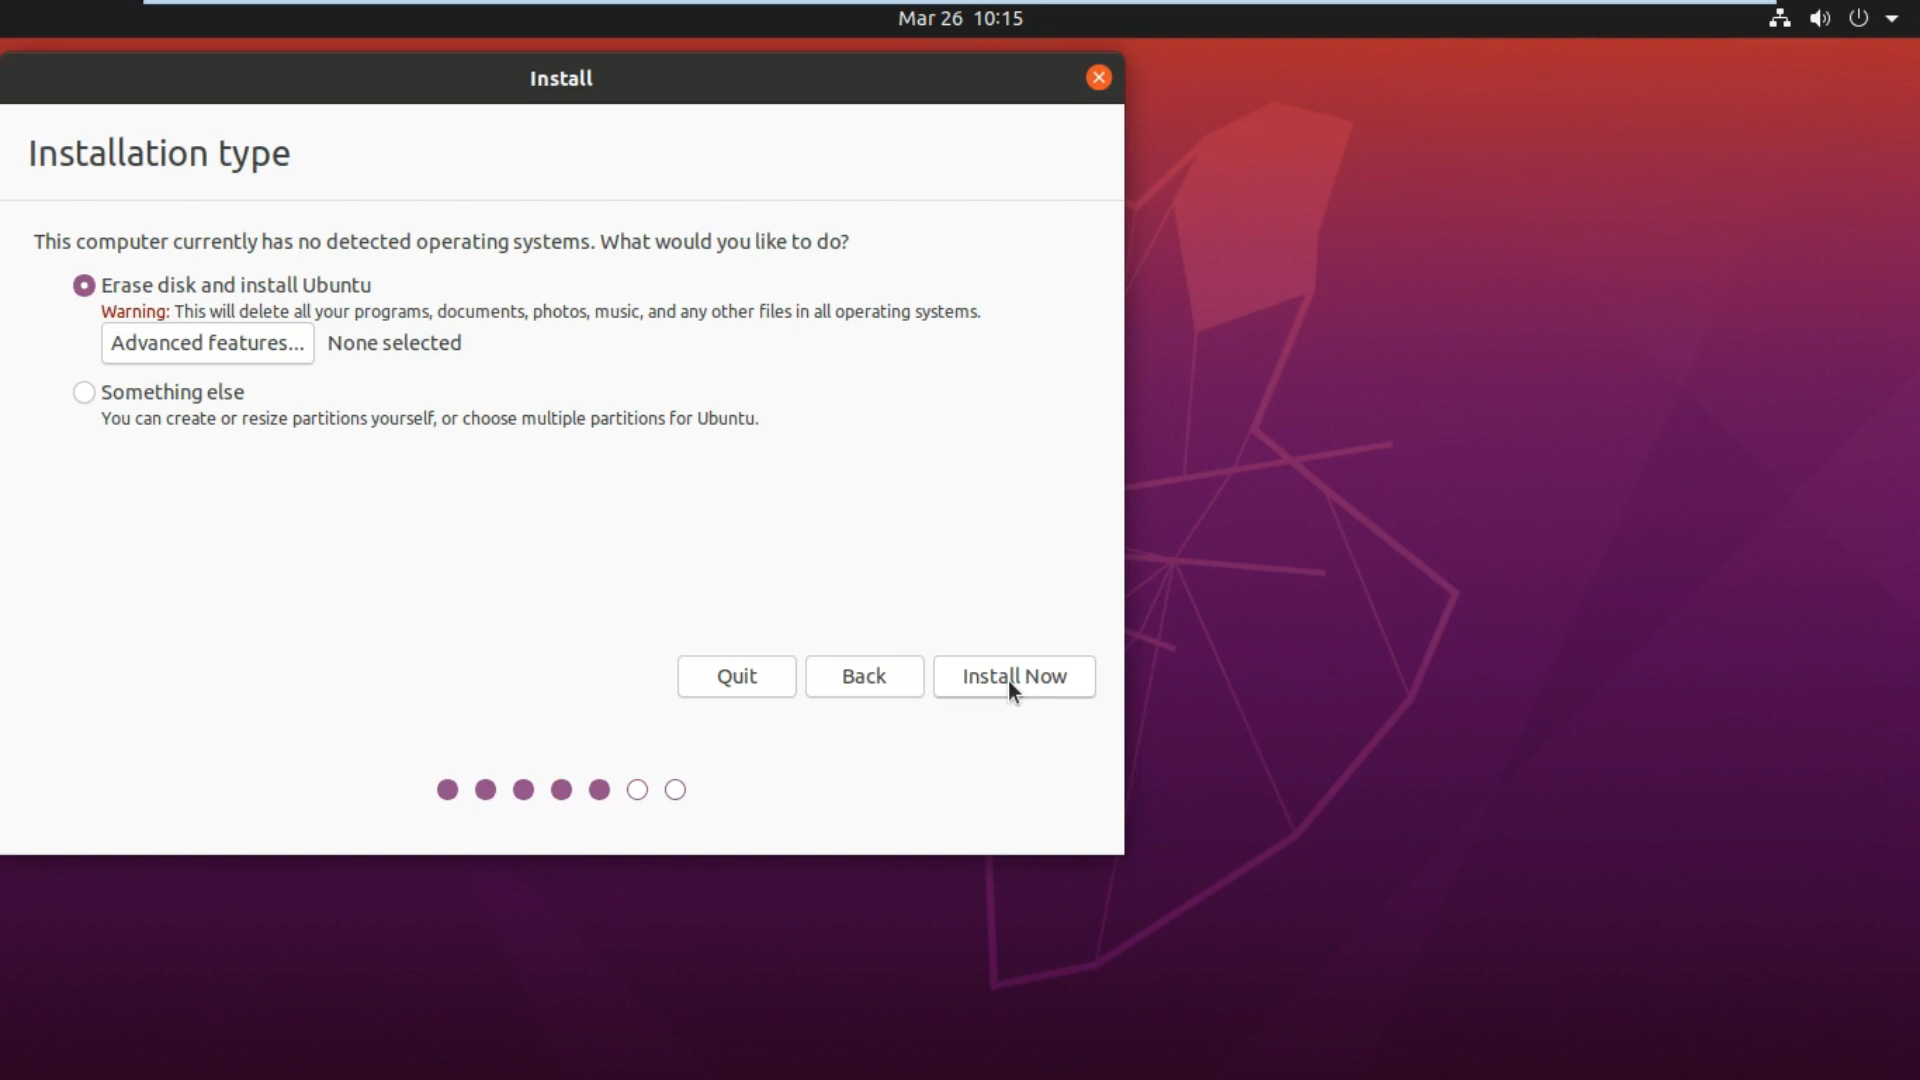 Mar 26 10:15
Install
Installation type
This computer currently has no detected operating systems. What would you like to do?
Erase disk and install Ubuntu
Warning: This will delete all your programs, documents, photos, music, and any other files in all operating systems.
Advanced features... None selected
Something else
You can create or resize partitions yourself, or choose multiple partitions for Ubuntu.
Quit Back Install Now